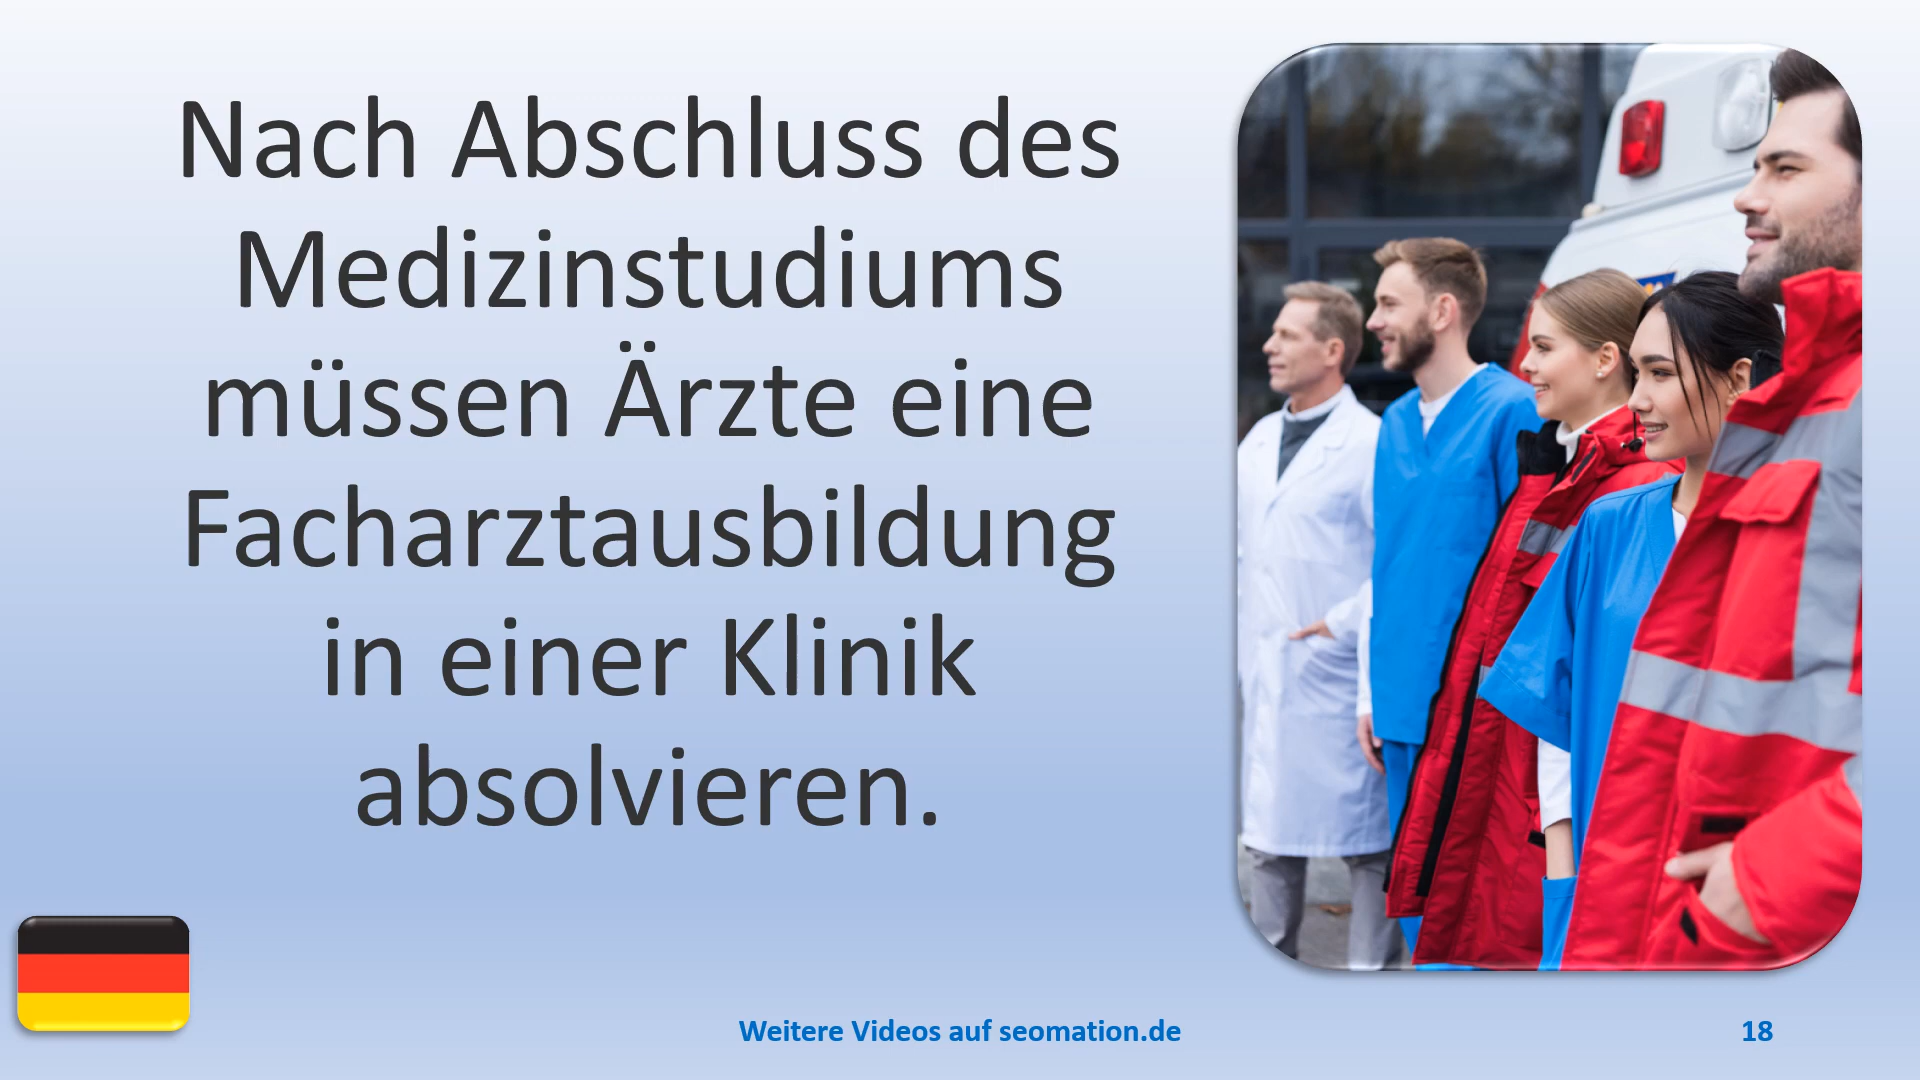 Nach Abschluss des
Medizinstudiums
müssen Ärzte eine
Facharztausbildung
in einer Klinik
absolvieren.
Weitere Videos auf seomation.de
18